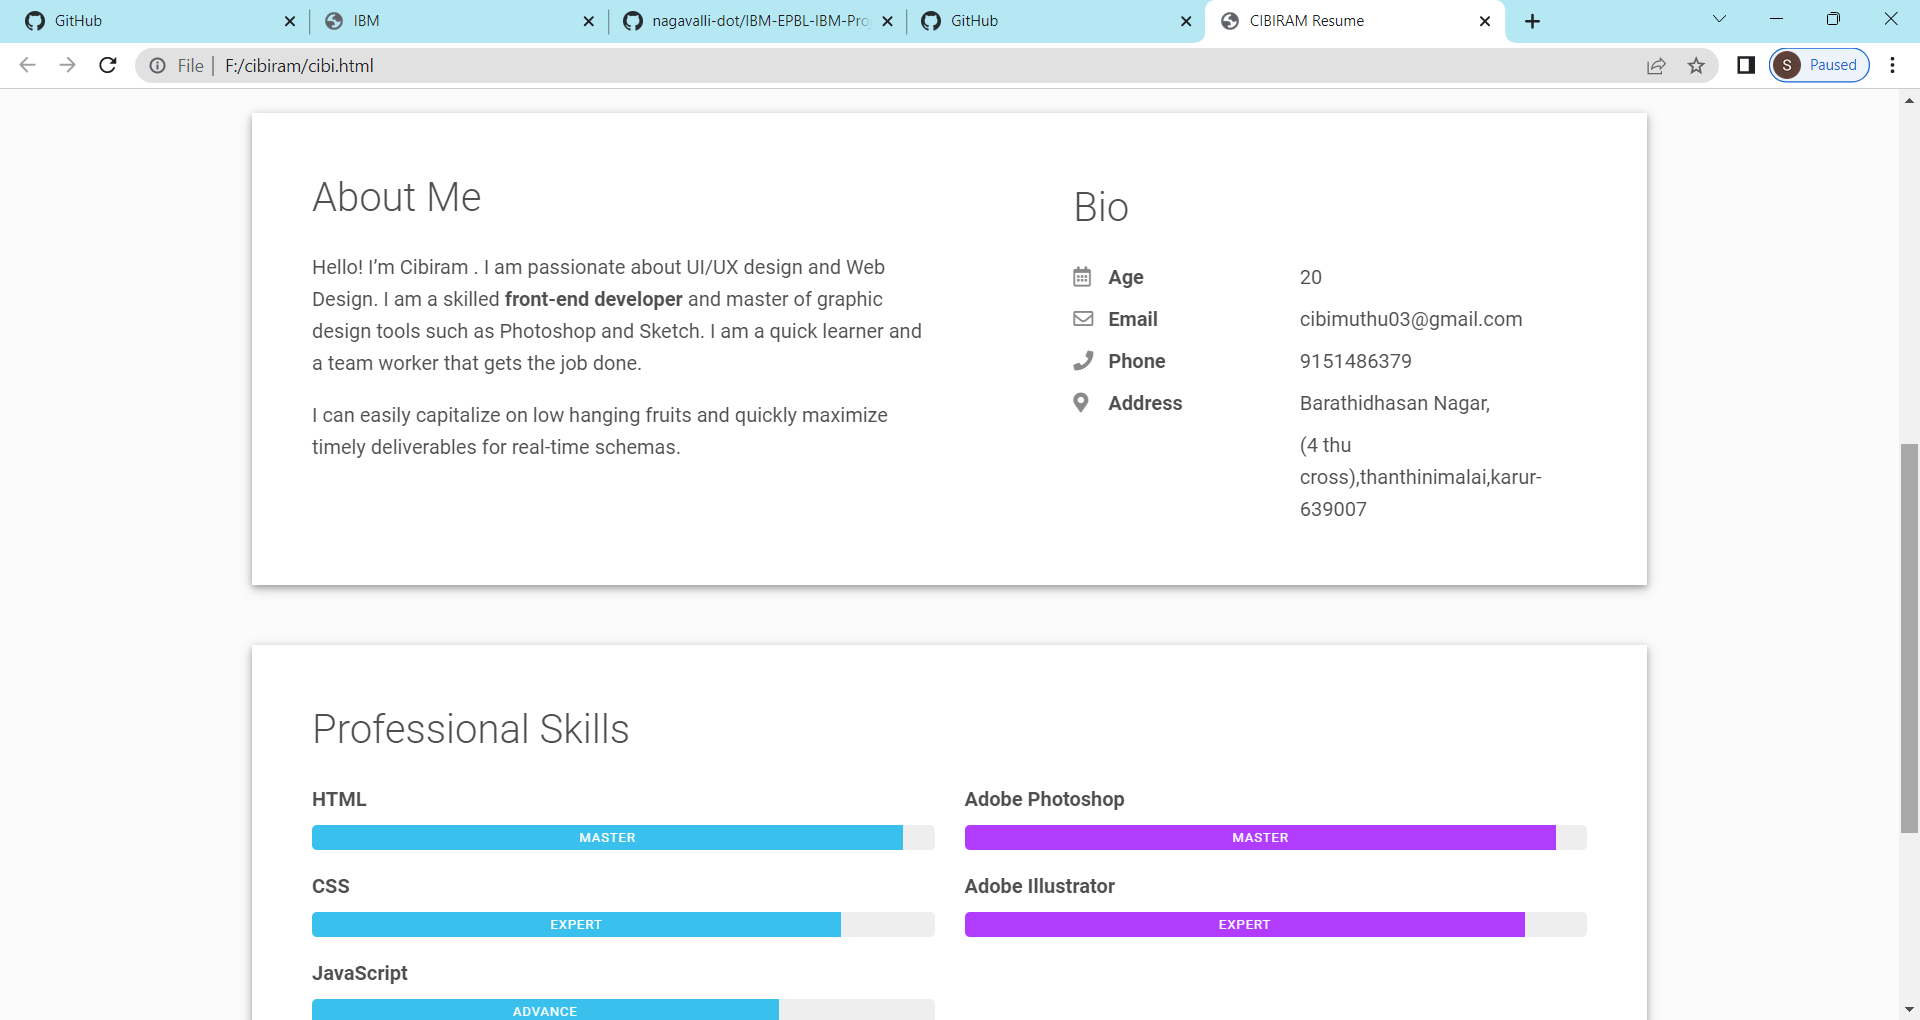 GitHub
IBM
nagavalli-dot/IBM-EPBL-IBM-Pro
GitHub
CIBIRAM Resume
File
F:/cibiram/cibi.html
S
Paused
About Me
Hello! I’m Cibiram . I am passionate about UI/UX design and Web
Design. I am a skilled front-end developer and master of graphic
design tools such as Photoshop and Sketch. I am a quick learner and
a team worker that gets the job done.
I can easily capitalize on low hanging fruits and quickly maximize
timely deliverables for real-time schemas.
Bio
Age 20
Email cibimuthu03@gmail.com
Phone 9151486379
Address Barathidhasan Nagar,
(4 thu
cross),thanthinimalai,karur-
639007
Professional Skills
HTML
MASTER
CSS
EXPERT
JavaScript
ADVANCE
Adobe Photoshop
MASTER
Adobe Illustrator
EXPERT